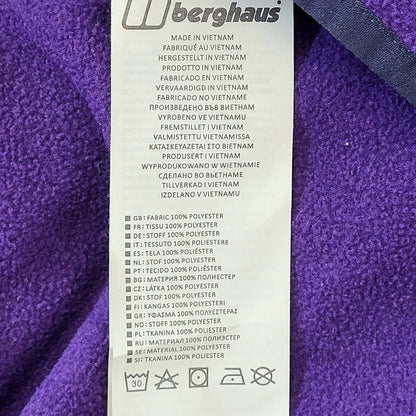 berghaus
MADE IN VIETNAM
FABRIQUÉ AU VIETNAM
HERGESTELLT IN VIETNAM
PRODOTTO IN VIETNAM
FABRICADO EN VIETNAM
VERVAARDIGD IN VIETNAM
FABRICADO NO VIETNAME
ПРОИЗВЕДЕНО ВЪВ ВИЕТНАМ
VYROBENO VE VIETNAMU
FREMSTILLET I VIETNAM
VALMISTETTU VIETNAMISSA
ΚΑΤΑΣΚΕΥΑΖΕΤΑΙ ΣΤΟ ΒΙΕΤΝΑΜ
PRODUSERT I VIETNAM
WYPRODUKOWANO W WIETNAMIE
СДЕЛАНО ВО ВЬЕТНАМЕ
TILLVERKAD I VIETNAM
IZDELANO V VIETNAMU
GB: FABRIC 100% POLYESTER
FR: TISSU 100% POLYESTER
DE: STOFF 100% POLYESTER
IT: TESSUTO 100% POLIESTERE
ES: TELA 100% POLIÉSTER
NL: STOF 100% POLYESTER
PT: TECIDO 100% POLIÉSTER
BG: МАТЕРИЯ 100% ПОЛИЕСТЕР
CZ: LÁTKA 100% POLYESTER
DK: STOF 100% POLYESTER
FI: KANGAS 100% POLYESTERI
GR: ΥΦΑΣΜΑ 100% ΠΟΛΥΕΣΤΕΡΑΣ
NO: STOFF 100% POLYESTER
PL: TKANINA 100% POLIESTER
RU: МАТЕРИАЛ 100% ПОЛИЭСТЕР
SE: MATERIAL 100% POLYESTER
SI: TKANINA 100% POLIESTER
30